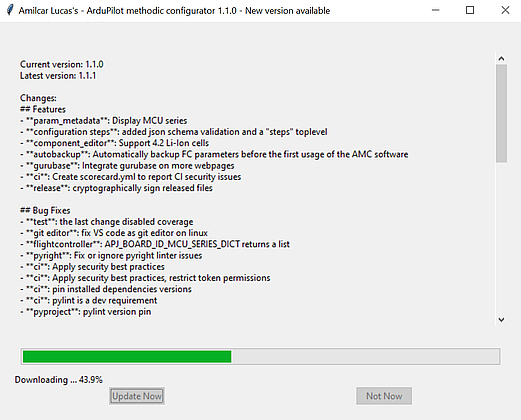 Amilcar Lucas's - ArduPilot methodic configurator 1.1.0 - New version available
Current version: 1.1.0
Latest version: 1.1.1
Changes:
## Features
- **param_metadata**: Display MCU series
- **configuration steps**: added json schema validation and a "steps" toplevel
- **component_editor**: Support 4.2 Li-Ion cells
- **autobackup**: Automatically backup FC parameters before the first usage of the AMC software
- **gurubase**: Integrate gurubase on more webpages
- **ci**: Create scorecard.yml to report CI security issues
- **release**: cryptographically sign released files
## Bug Fixes
- **test**: the last change disabled coverage
- **git editor**: fix VS code as git editor on linux
- **flightcontroller**: APJ_BOARD_ID_MCU_SERIES_DICT returns a list
- **pyright**: Fix or ignore pyright linter issues
- **ci**: Apply security best practices
- **ci**: Apply security best practices, restrict token permissions
- **ci**: pin installed dependencies versions
- **ci**: pylint is a dev requirement
- **pyproject**: pylint version pin
Downloading ... 43.9%
Update Now
Not Now